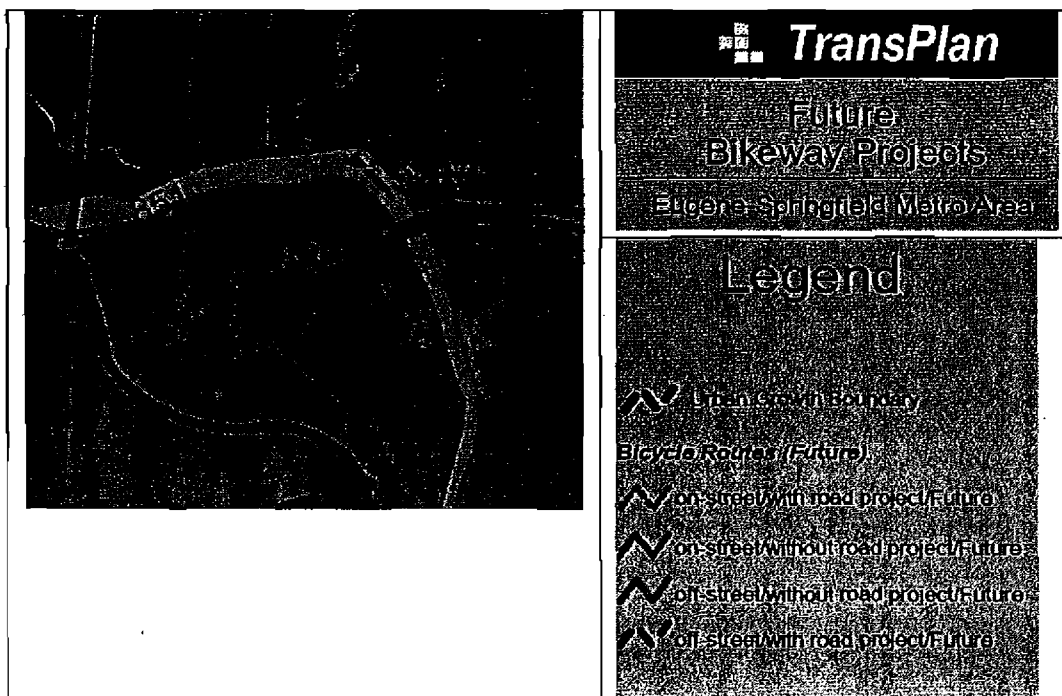 TransPlan
Future
Bikeway Projects
Eugene-Springfield Metro Area
Legend
Urban Growth Boundary
Bicycle Routes (Future)
on-street/with road project/Future
on-street/without road project/Future
off-street/without road project/Future
off-street/with road project/Future